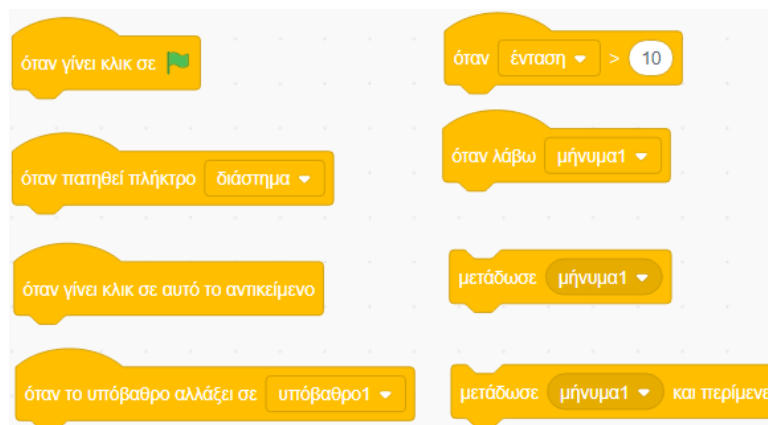 όταν γίνει κλικ σε
όταν πατηθεί πλήκτρο διάστημα
όταν γίνει κλικ σε αυτό το αντικείμενο
όταν το υπόβαθρο αλλάξει σε υπόβαθρο1
όταν ένταση > 10
όταν λάβω μήνυμα1
μετάδωσε μήνυμα1
μετάδωσε μήνυμα1 και περίμενε